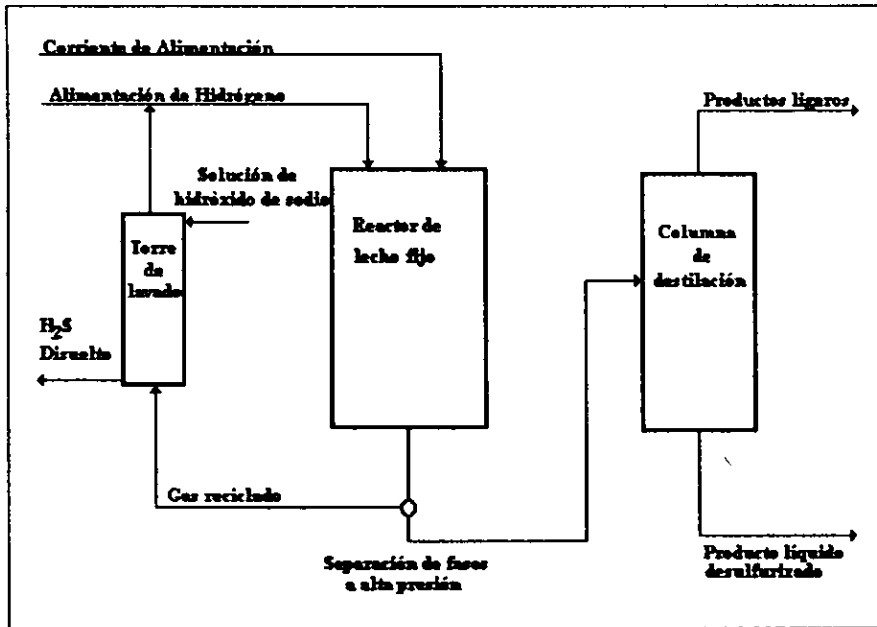 Corriente de Alimentación
Alimentación de Hidrógeno
Productos ligeros
Solución de
hidróxido de sodio
Reactor de
lecho fijo
Columna
de
destilación
Torre
de
lavado
H₂S
Disuelto
Gas reciclado
Separación de fases
a alta presión
Producto líquido
desulfurizado